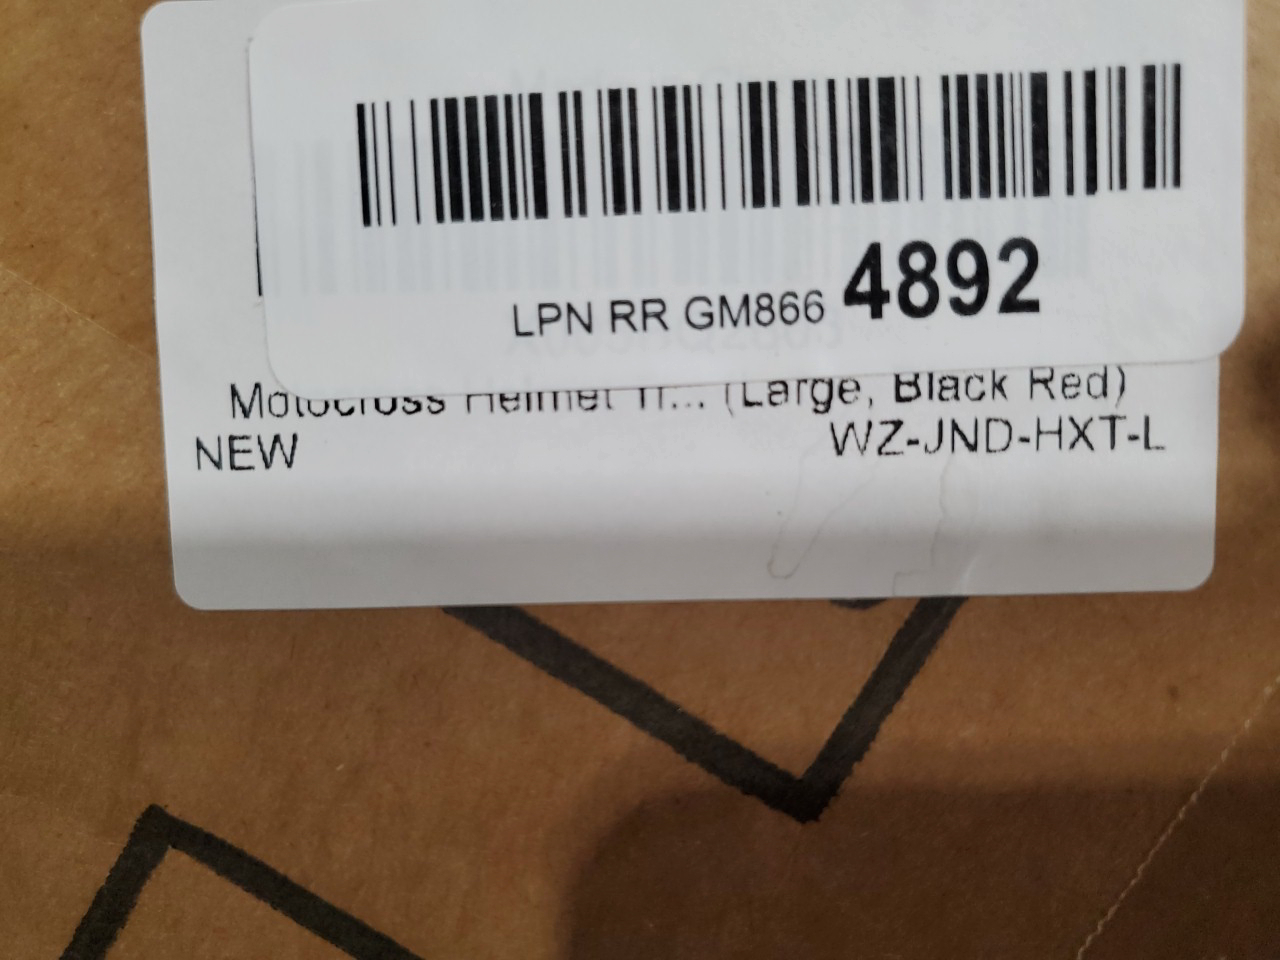 LPN RR GM866 4892
Motocross Helmet (Large, Black Red)
NEW WZ-JND-HXT-L